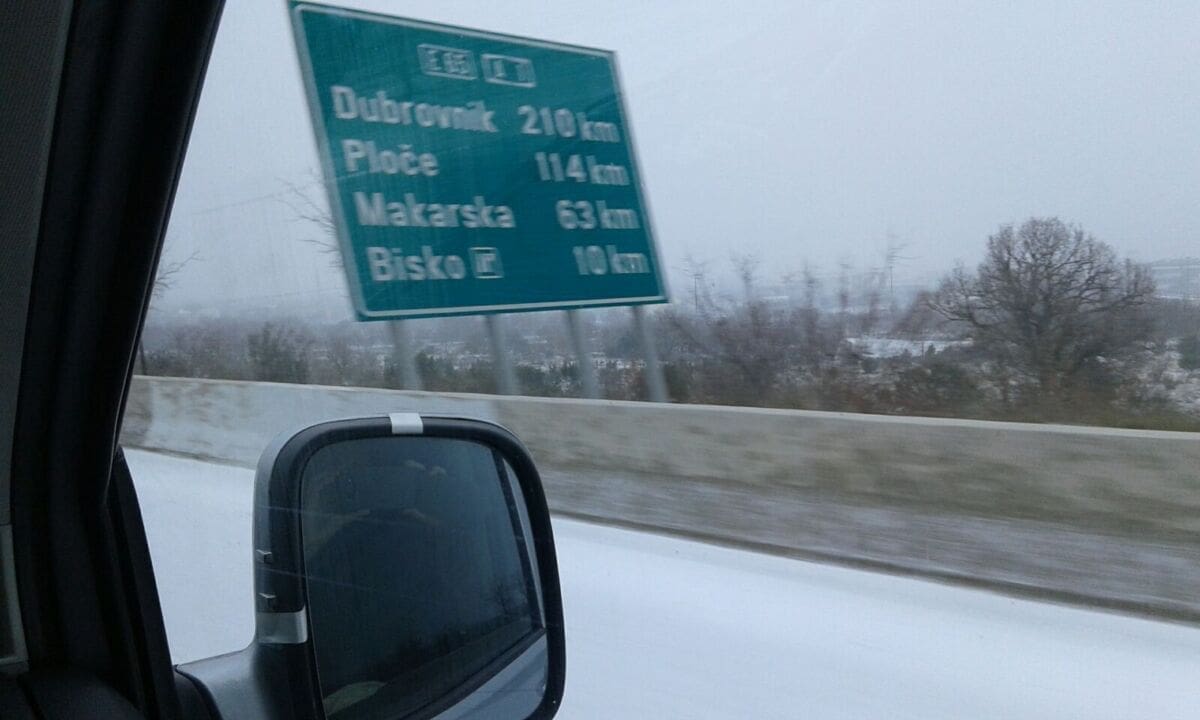 E 65 A 1
Dubrovnik 210 km
Ploče 114 km
Makarska 63 km
Bisko P 10 km